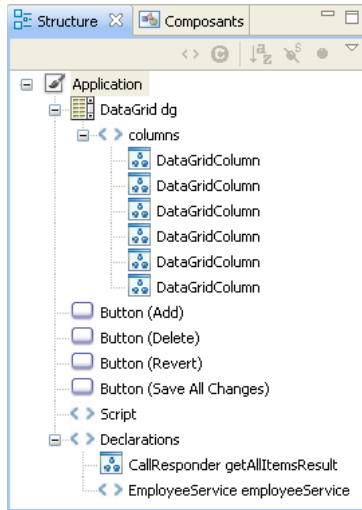 Structure Composants
Application
DataGrid dg
columns
DataGridColumn
DataGridColumn
DataGridColumn
DataGridColumn
DataGridColumn
DataGridColumn
Button (Add)
Button (Delete)
Button (Revert)
Button (Save All Changes)
Script
Declarations
CallResponder getAllItemsResult
EmployeeService employeeService